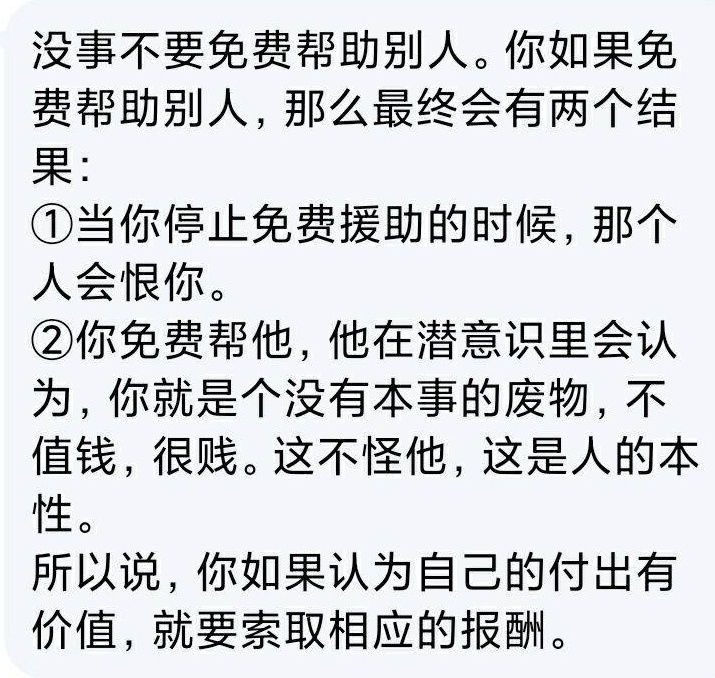 没事不要免费帮助别人。你如果免
费帮助别人，那么最终会有两个结
果：
①当你停止免费援助的时候，那个
人会恨你。
②你免费帮他，他在潜意识里会认
为，你就是个没有本事的废物，不
值钱，很贱。这不怪他，这是人的本
性。
所以说，你如果认为自己的付出有
价值，就要索取相应的报酬。